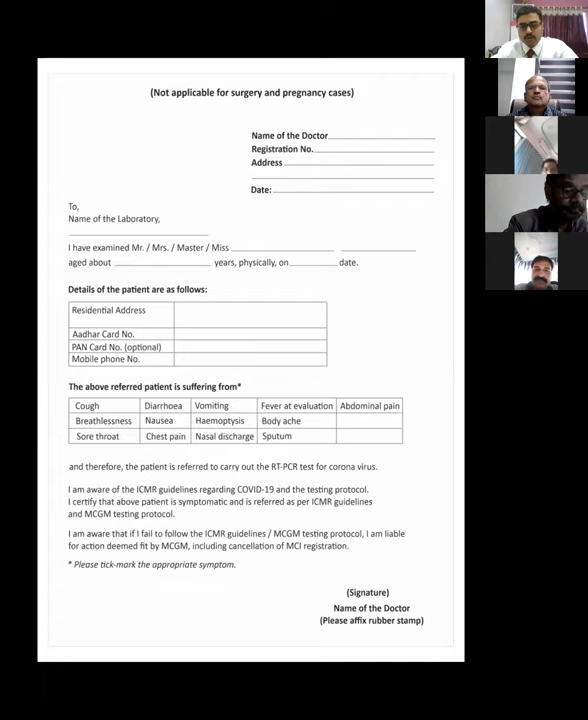 (Not applicable for surgery and pregnancy cases)
Name of the Doctor
Registration No.
Address
Date:
To,
Name of the Laboratory,
I have examined Mr. / Mrs. / Master / Miss
aged about years, physically, on date.
Details of the patient are as follows:
Residential Address
Aadhar Card No.
PAN Card No. (optional)
Mobile phone No.
The above referred patient is suffering from*
Cough Diarrhoea Vomiting Fever at evaluation Abdominal pain
Breathlessness Nausea Haemoptysis Body ache
Sore throat Chest pain Nasal discharge Sputum
and therefore, the patient is referred to carry out the RT-PCR test for corona virus.
I am aware of the ICMR guidelines regarding COVID-19 and the testing protocol.
I certify that above patient is symptomatic and is referred as per ICMR guidelines
and MCGM testing protocol.
I am aware that if I fail to follow the ICMR guidelines / MCGM testing protocol, I am liable
for action deemed fit by MCGM, including cancellation of MCI registration.
* Please tick-mark the appropriate symptom.
(Signature)
Name of the Doctor
(Please affix rubber stamp)